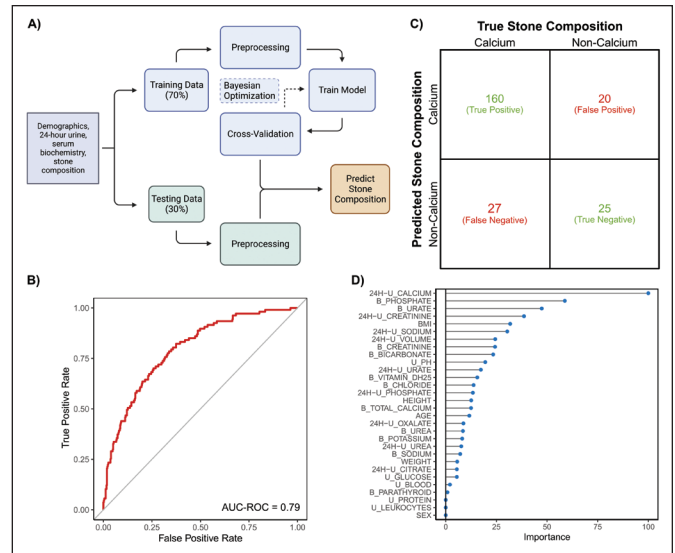 A)
Preprocessing
Training Data
(70%)
Bayesian
Optimization
Train Model
Cross-Validation
Demographics,
24-hour urine,
serum
biochemistry,
stone
composition
Predict
Stone
Composition
Testing Data
(30%)
Preprocessing
C)
True Stone Composition
Calcium
Non-Calcium
Predicted Stone Composition
Calcium
Non-Calcium
160
(True Positive)
20
(False Positive)
27
(False Negative)
25
(True Negative)
B)
True Positive Rate
1.00
0.75
0.50
0.25
0.00
AUC-ROC = 0.79
0.00
0.25
0.50
0.75
1.00
False Positive Rate
D)
24H-U_CALCIUM
B_PHOSPHATE
B_URATE
24H-U_CREATININE
BMI
24H-U_SODIUM
24H-U_VOLUME
B_CREATININE
B_BICARBONATE
U_PH
24H-U_URATE
B_VITAMIN_DH25
B_CHLORIDE
24H-U_PHOSPHATE
HEIGHT
B_TOTAL_CALCIUM
AGE
24H-U_OXALATE
B_UREA
B_POTASSIUM
24H-U_UREA
B_SODIUM
WEIGHT
24H-U_CITRATE
U_GLUCOSE
U_BLOOD
B_PARATHYROID
U_PROTEIN
U_LEUKOCYTES
SEX
0
25
50
75
100
Importance